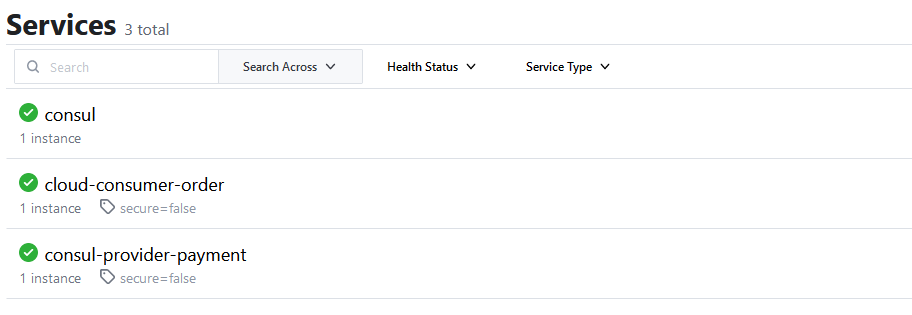 Services 3 total
Search Search Across Health Status Service Type
consul
1 instance
cloud-consumer-order
1 instance secure=false
consul-provider-payment
1 instance secure=false